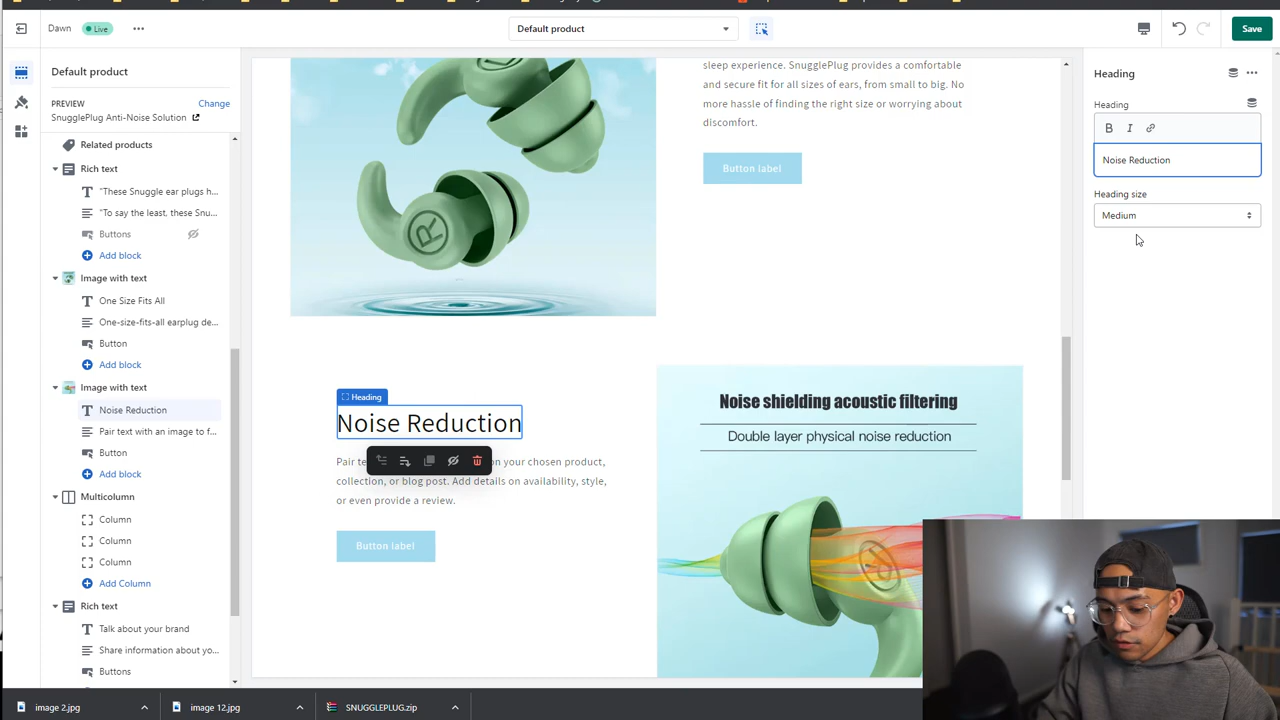 Dawn
Live
Default product
Save
Default product
PREVIEW
Change
SnugglePlug Anti-Noise Solution
Related products
Rich text
"These Snuggle ear plugs h...
"To say the least, these Snu...
Buttons
Add block
Image with text
One Size Fits All
One-size-fits-all earplug de...
Button
Add block
Image with text
Noise Reduction
Pair text with an image to f...
Button
Add block
Multicolumn
Column
Column
Column
Add Column
Rich text
Talk about your brand
Share information about yo...
Buttons
sleep experience. SnugglePlug provides a comfortable
and secure fit for all sizes of ears, from small to big. No
more hassle of finding the right size or worrying about
discomfort.
Button label
R
Heading
Noise Reduction
Pair te
on your chosen product,
collection, or blog post. Add details on availability, style,
or even provide a review.
Button label
Noise shielding acoustic filtering
Double layer physical noise reduction
Heading
Heading
B I
Noise Reduction
Heading size
Medium
image 2.jpg
image 12.jpg
SNUGGLEPLUG.zip